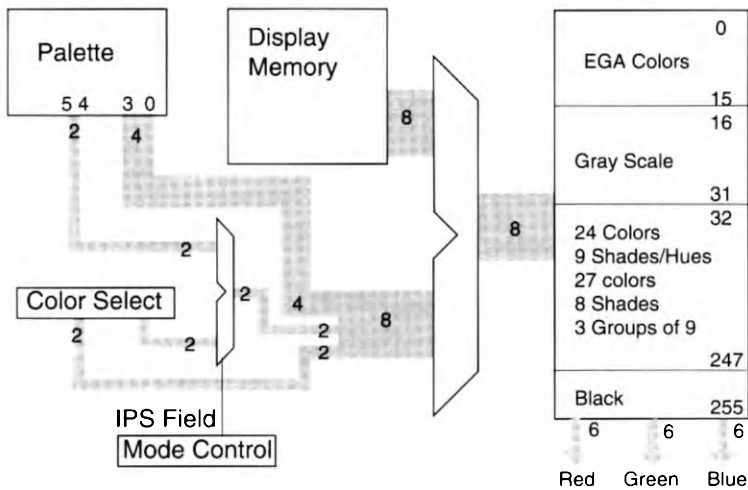 Palette
5 4 3 0
2
4
Display
Memory
8
0
EGA Colors
15
16
Gray Scale
31
32
24 Colors
9 Shades/Hues
27 colors
8 Shades
3 Groups of 9
247
Black
255
8
2
2
4
2
8
2
Color Select
2
2
IPS Field
Mode Control
6
6
6
Red Green Blue